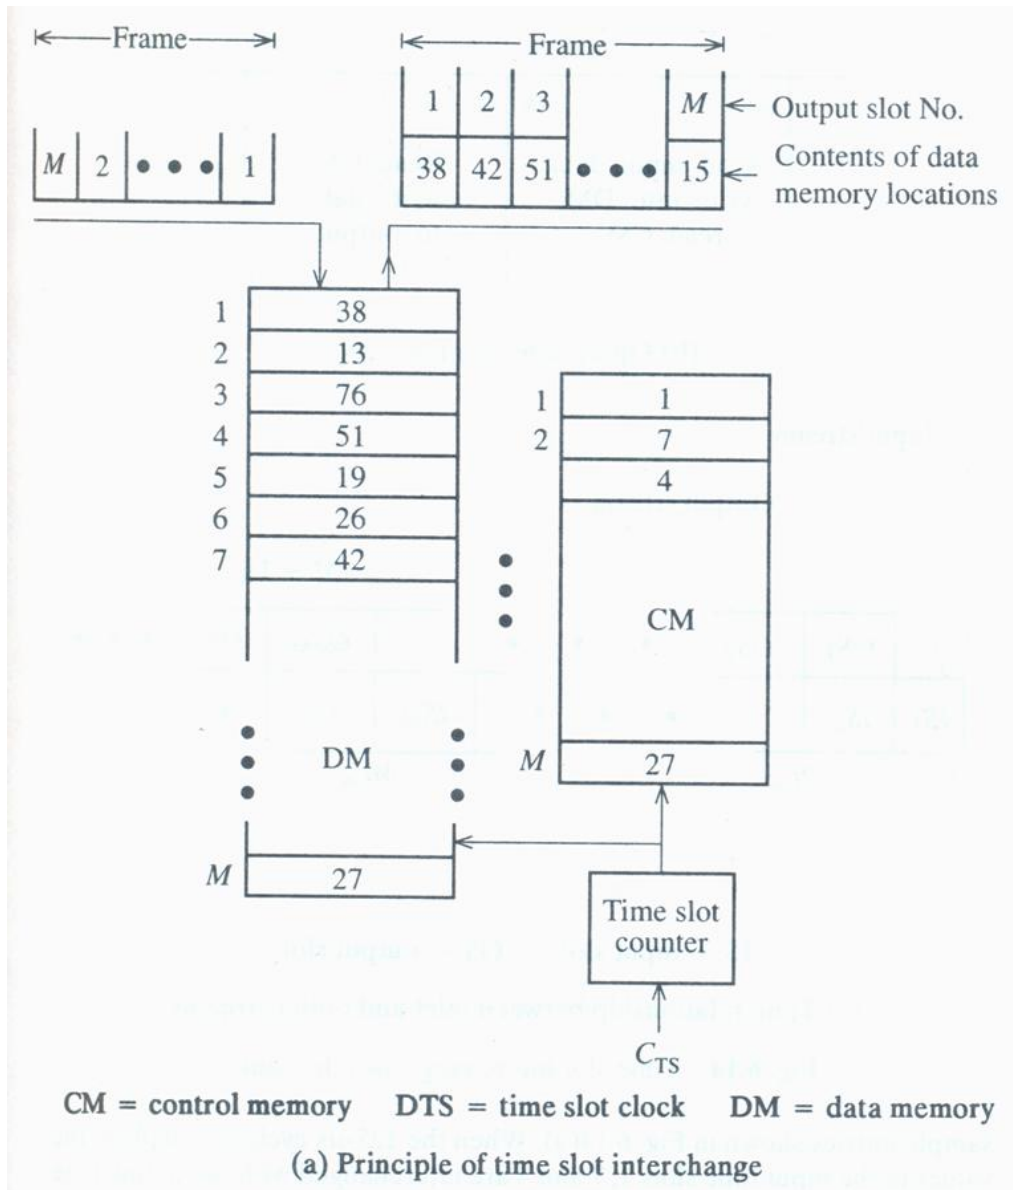 Frame
Frame
1 2 3 M Output slot No.
M 2 1
38 42 51 15 Contents of data
memory locations
1 38
2 13
3 76
4 51
5 19
6 26
7 42
1 1
2 7
4
CM
DM
M 27
M 27
Time slot
counter
CTS
CM = control memory DTS = time slot clock DM = data memory
(a) Principle of time slot interchange